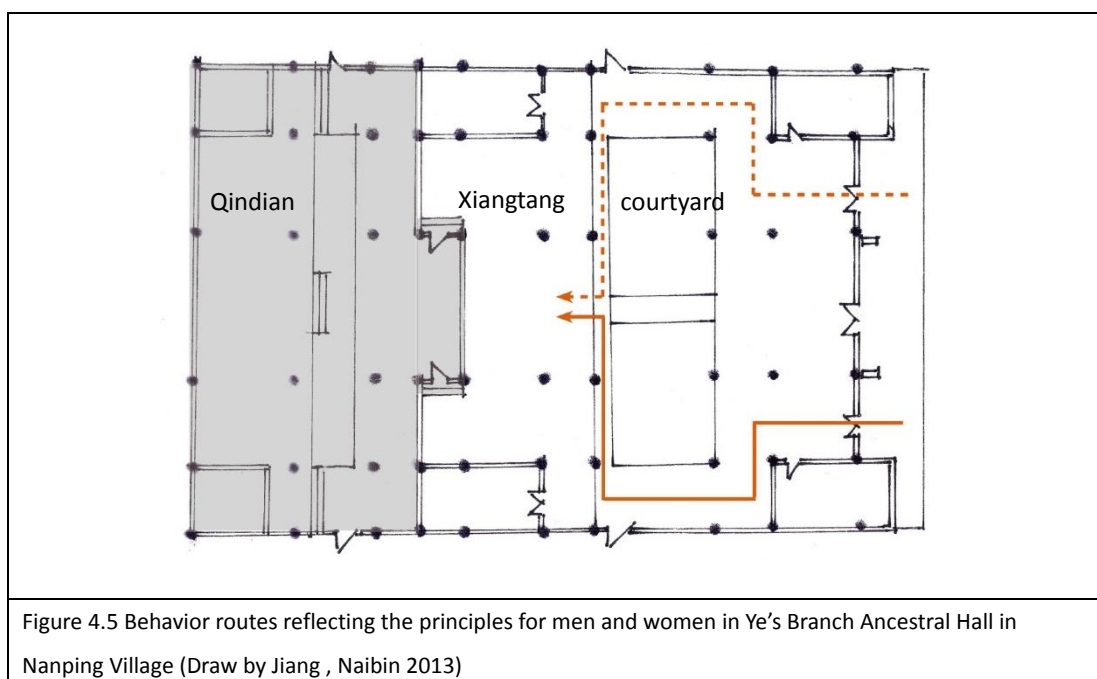 Qindian Xiangtang courtyard
Figure 4.5 Behavior routes reflecting the principles for men and women in Ye’s Branch Ancestral Hall in
Nanping Village (Draw by Jiang , Naibin 2013)